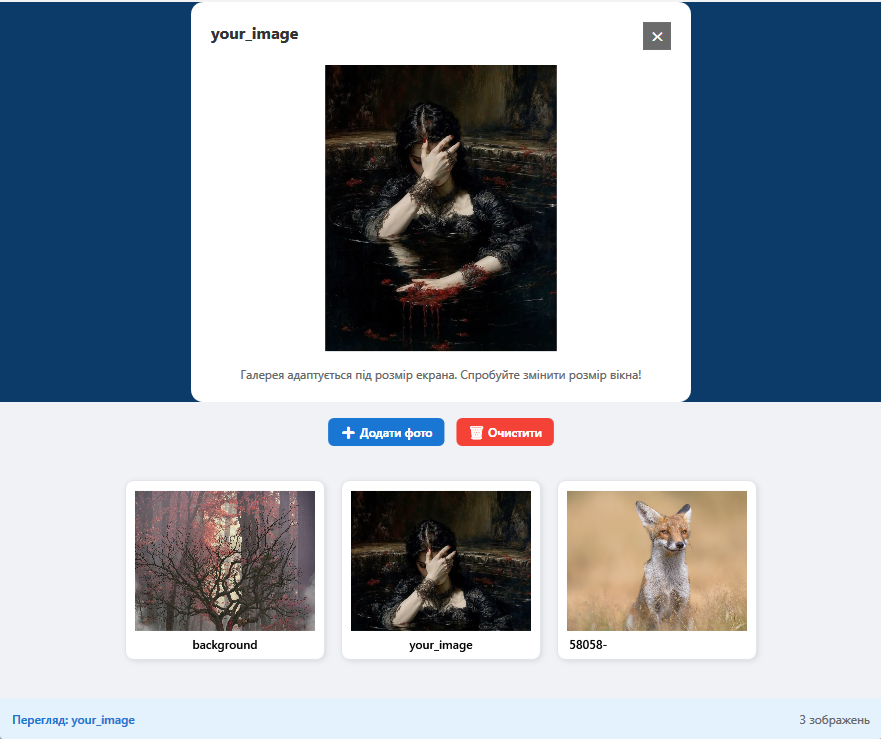 your_image
Галерея адаптується під розмір екрана. Спробуйте змінити розмір вікна!
Додати фото
Очистити
background
your_image
58058-
Перегляд: your_image
3 зображень